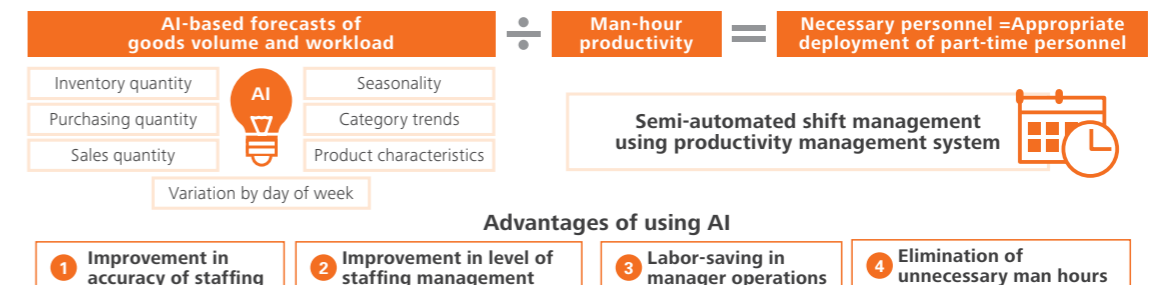 AI-based forecasts of
goods volume and workload
÷
Man-hour
productivity
=
Necessary personnel =Appropriate
deployment of part-time personnel
Inventory quantity
Purchasing quantity
Sales quantity
AI
Seasonality
Category trends
Product characteristics
Variation by day of week
Semi-automated shift management
using productivity management system
Advantages of using AI
1 Improvement in
accuracy of staffing
2 Improvement in level of
staffing management
3 Labor-saving in
manager operations
4 Elimination of
unnecessary man hours